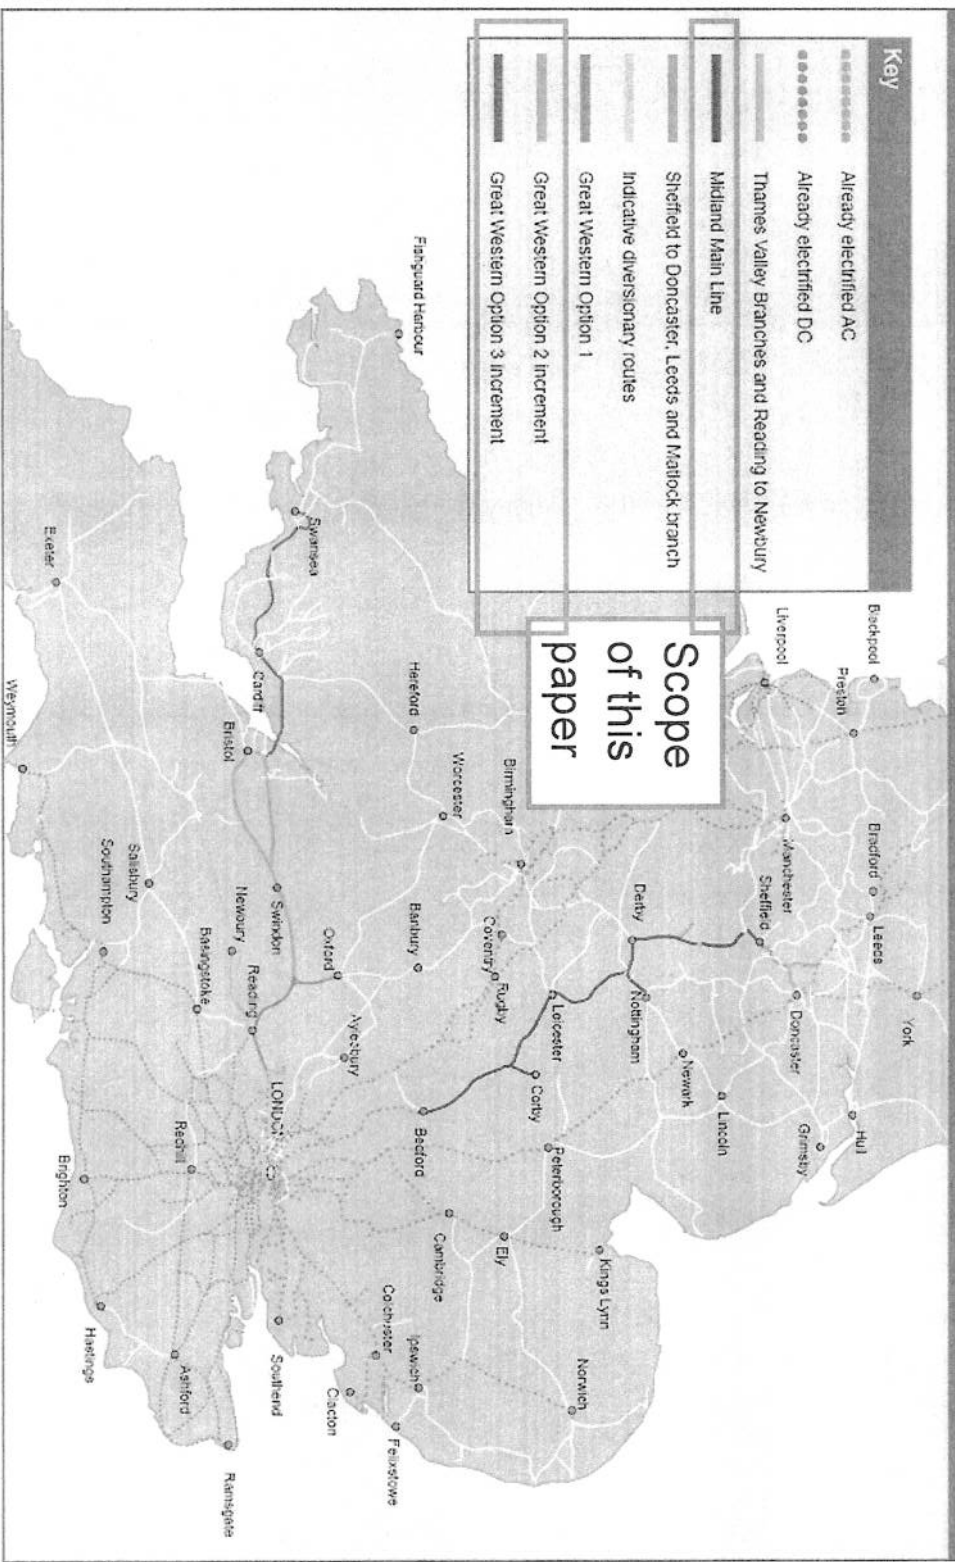 Key
Already electrified AC
Already electrified DC
Thames Valley Branches and Reading to Newbury
Midland Main Line
Sheffield to Doncaster, Leeds and Matlock branch
Indicative diversionary routes
Great Western Option 1
Great Western Option 2 increment
Great Western Option 3 increment
Scope
of this
paper
York
Blackpool
Preston
Bradford
Leeds
Hull
Liverpool
Manchester
Sheffield
Doncaster
Grimsby
Lincoln
Newark
Derby
Nottingham
Kings Lynn
Norwich
Leicester
Corby
Peterborough
Ely
Birmingham
Coventry
Rugby
Worcester
Hereford
Banbury
Bedford
Cambridge
Ipswich
Felixstowe
Colchester
Clacton
Fishguard Harbour
Oxford
Aylesbury
Swansea
Cardiff
Bristol
Swindon
Reading
LONDON
Southend
Newbury
Basingstoke
Redhill
Ramsgate
Ashford
Salisbury
Southampton
Hastings
Brighton
Exeter
Weymouth